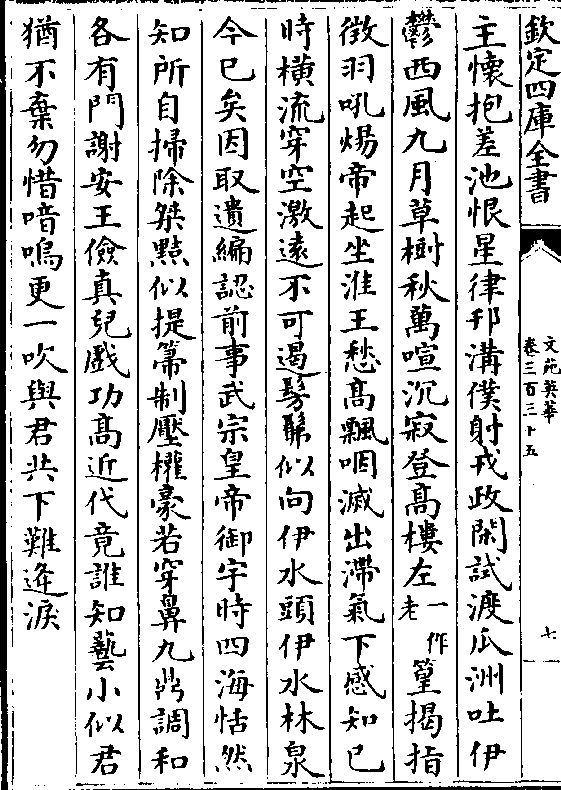 欽定四庫全書
文苑英華
卷三百三十五
七
主懷抱差池恨星律邗溝僕射戎政閑試渡瓜洲吐伊
鬱西風九月草樹秋萬喧沉寂登高樓左一作老篁揭指
徵羽吼煬帝起坐淮王愁高飄咽滅出滯氣下感知己
時橫流穿空激遠不可遏髣髴似向伊水頭伊水林泉
今已矣因取遺編認前事武宗皇帝御宇時四海恬然
知所自掃除桀黠似提箒制壓權豪若穿鼻九鼎調和
各有門謝安王儉真兒戲功高近代竟誰知藝小似君
猶不棄勿惜喑嗚更一吹與君共下難逢淚